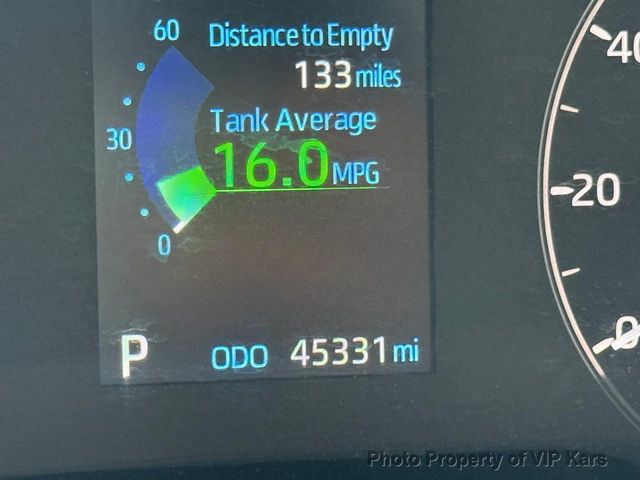 60
Distance to Empty
133 miles
Tank Average
30
16.0 MPG
0
P ODO 45331 mi
40
20
0
Photo Property of VIP Kars